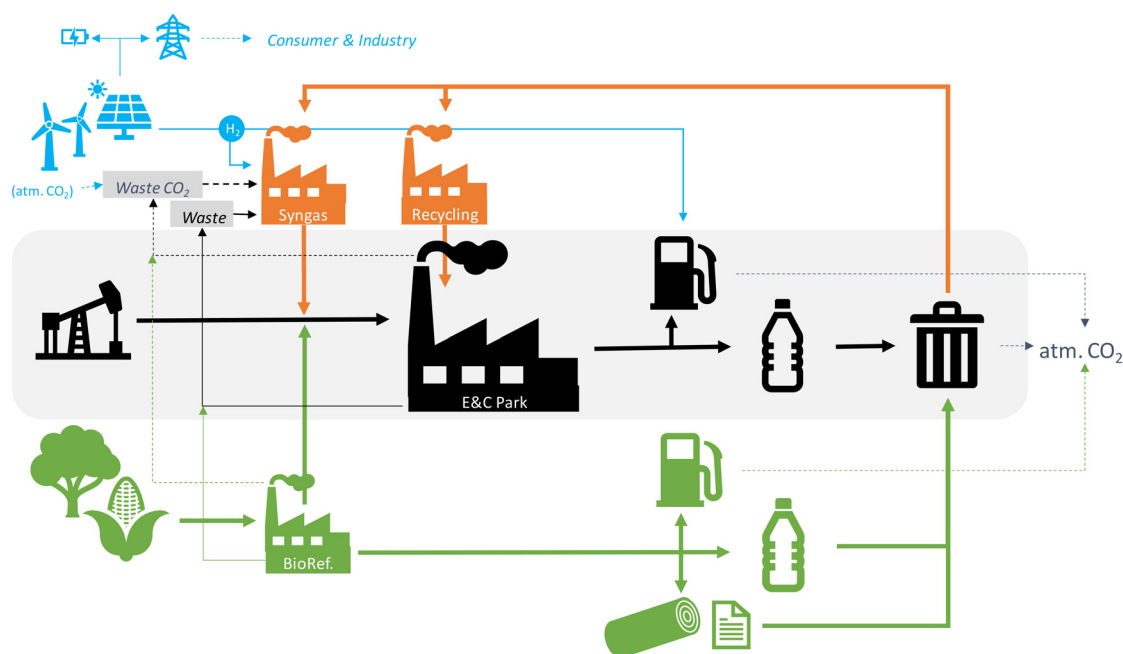 Consumer & Industry
H₂
(atm. CO₂)
Waste CO₂
Waste
Syngas
Recycling
E&C Park
atm. CO₂
BioRef.